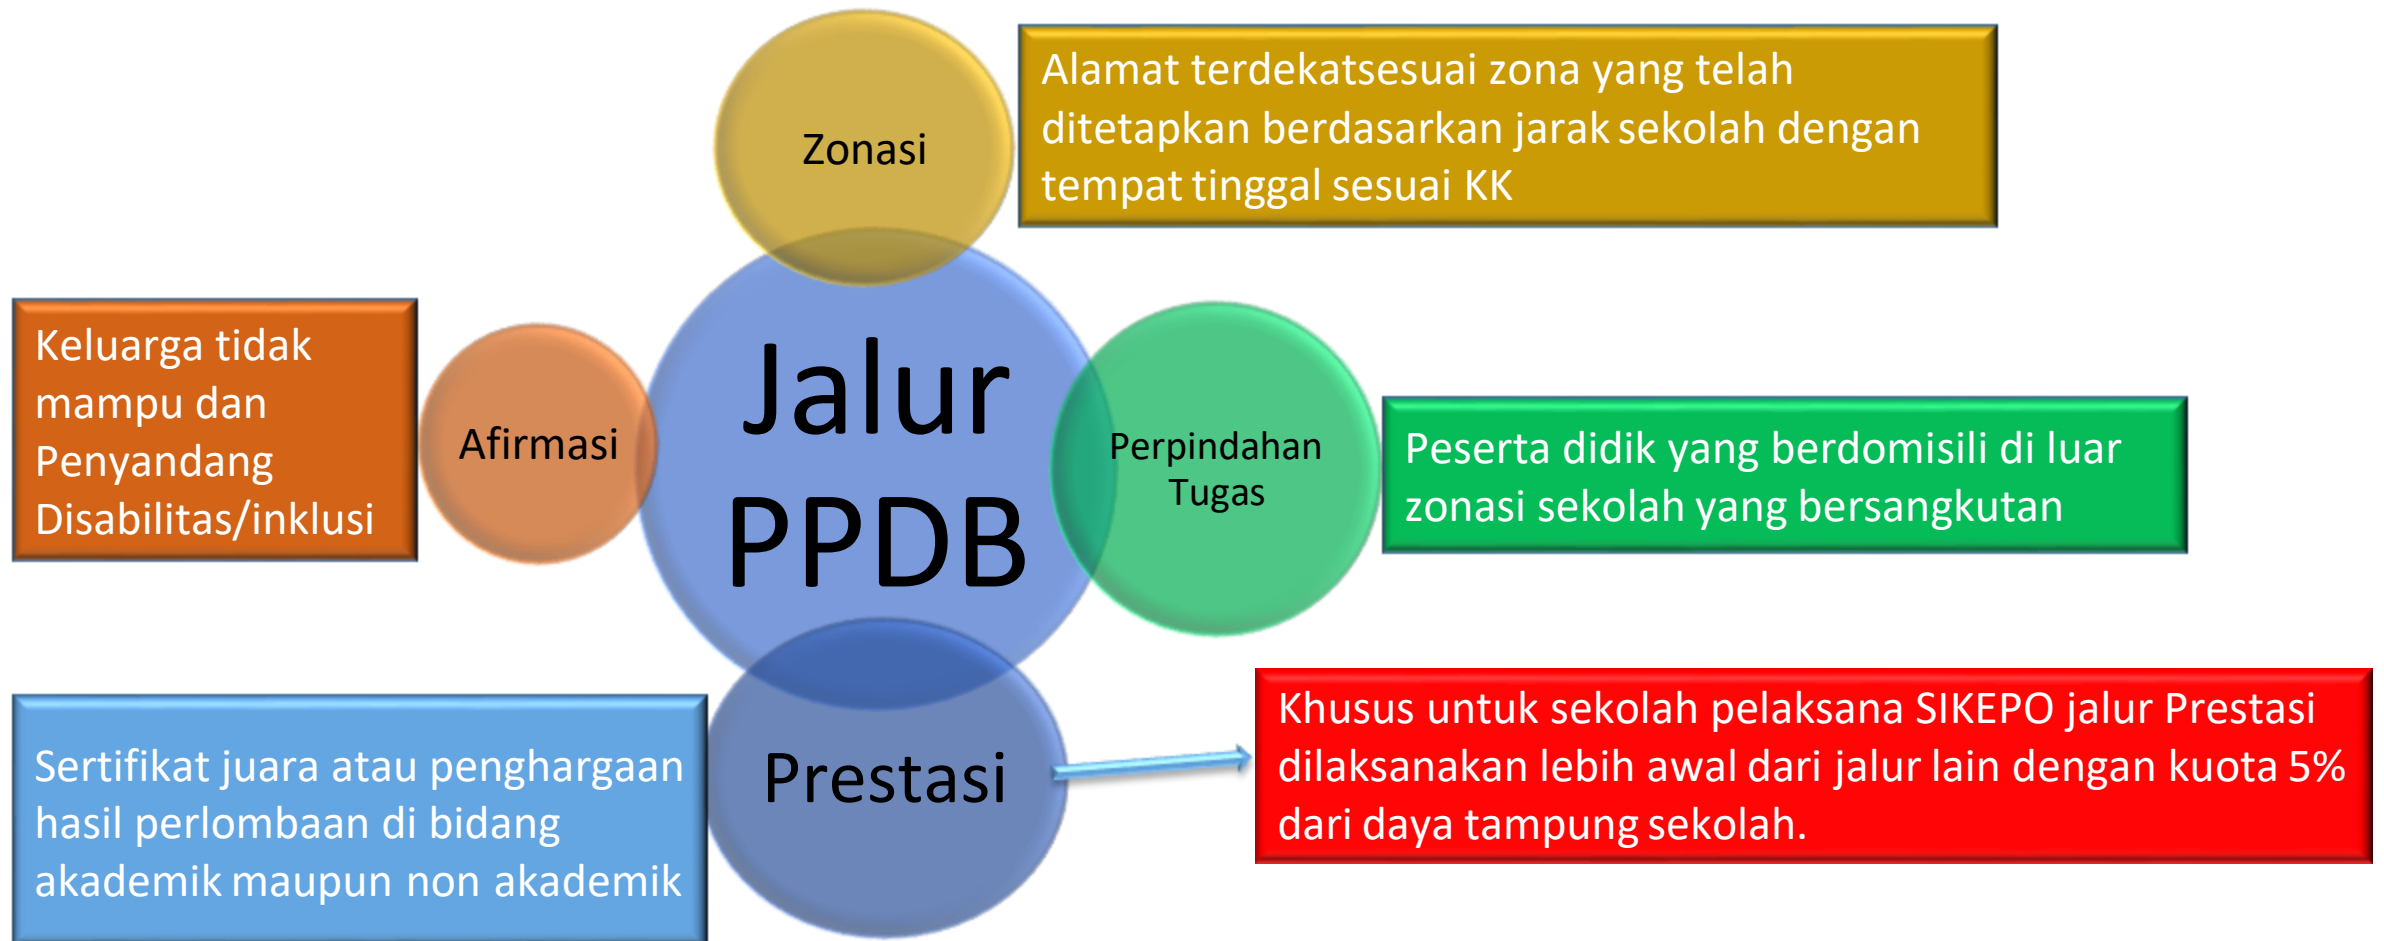 Zonasi
Alamat terdekatsesuai zona yang telah
ditetapkan berdasarkan jarak sekolah dengan
tempat tinggal sesuai KK
Keluarga tidak
mampu dan
Penyandang
Disabilitas/inklusi
Afirmasi
Jalur
PPDB
Perpindahan
Tugas
Peserta didik yang berdomisili di luar
zonasi sekolah yang bersangkutan
Sertifikat juara atau penghargaan
hasil perlombaan di bidang
akademik maupun non akademik
Prestasi
Khusus untuk sekolah pelaksana SIKEPO jalur Prestasi
dilaksanakan lebih awal dari jalur lain dengan kuota 5%
dari daya tampung sekolah.